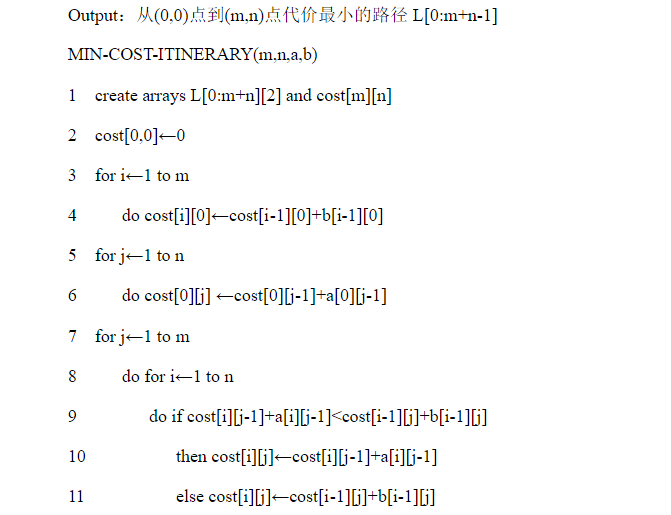 Output：从(0,0)点到(m,n)点代价最小的路径 L[0:m+n-1]
MIN-COST-ITINERARY(m,n,a,b)
1 create arrays L[0:m+n][2] and cost[m][n]
2 cost[0,0]←0
3 for i←1 to m
4 do cost[i][0]←cost[i-1][0]+b[i-1][0]
5 for j←1 to n
6 do cost[0][j] ←cost[0][j-1]+a[0][j-1]
7 for j←1 to m
8 do for i←1 to n
9 do if cost[i][j-1]+a[i][j-1]<cost[i-1][j]+b[i-1][j]
10 then cost[i][j]←cost[i][j-1]+a[i][j-1]
11 else cost[i][j]←cost[i-1][j]+b[i-1][j]